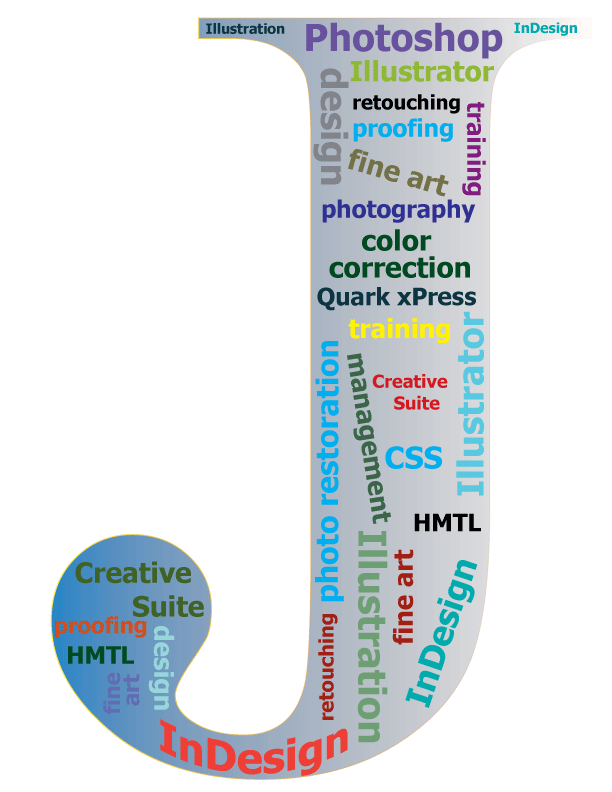 Illustration
Photoshop
InDesign
Illustrator
design
retouching
training
proofing
fine art
photography
color
correction
Quark xPress
training
Illustrator
photo restoration
management
Creative
Suite
CSS
HMTL
Illustration
fine art
InDesign
retouching
Creative
Suite
proofing
design
HMTL
fine
art
InDesign